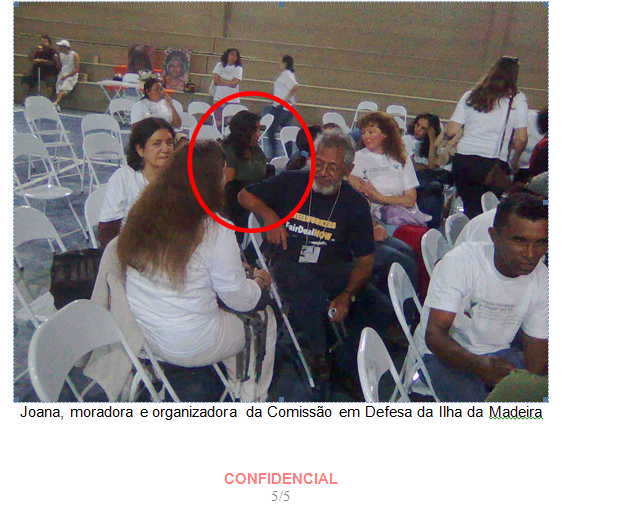 FairDealNOW
Joana, moradora e organizadora da Comissão em Defesa da Ilha da Madeira
CONFIDENCIAL
5/5